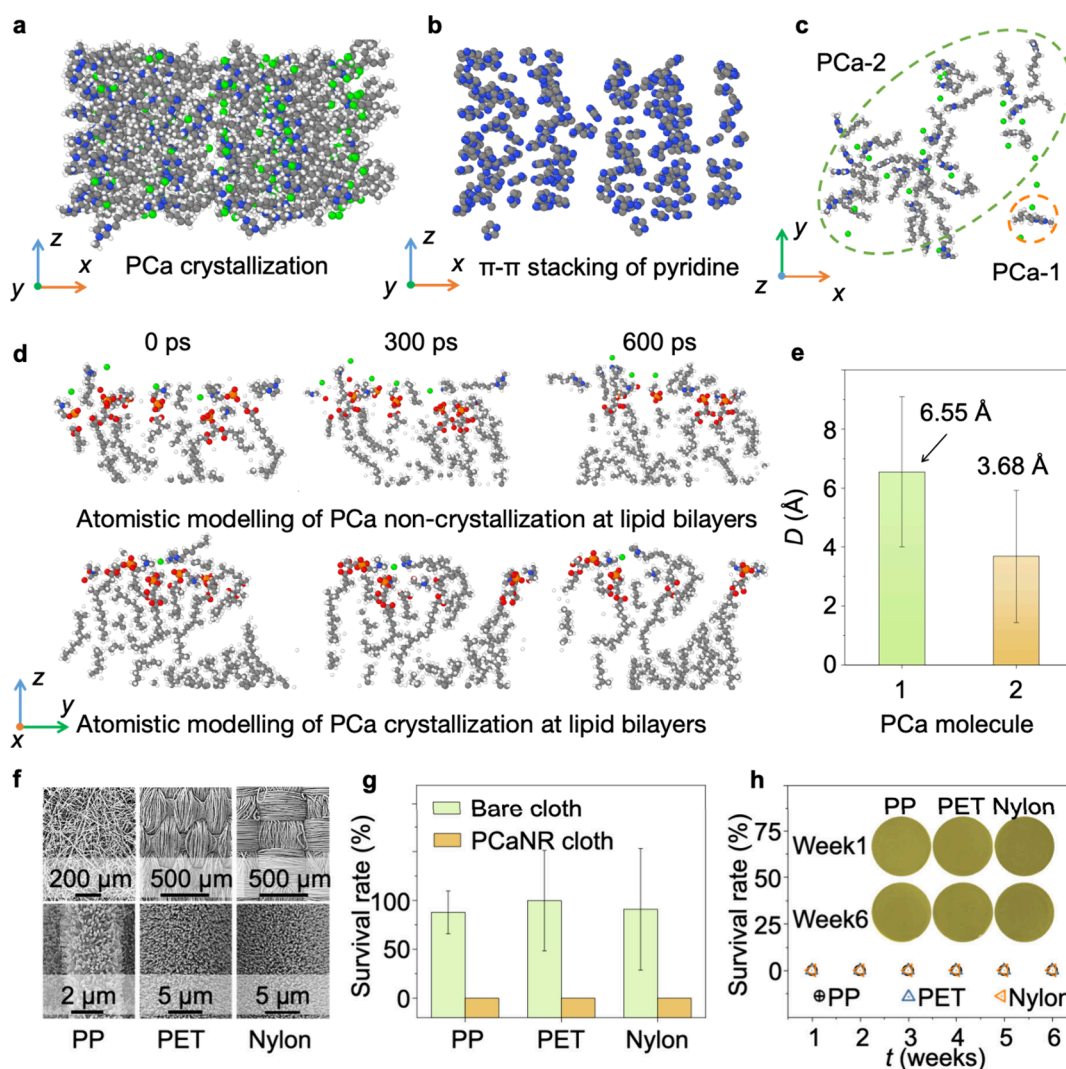 a
b
c
PCa-2
PCa-1
z
x
y
PCa crystallization
z
x
y
π-π stacking of pyridine
y
z
x
d
0 ps
300 ps
600 ps
Atomistic modelling of PCa non-crystallization at lipid bilayers
Atomistic modelling of PCa crystallization at lipid bilayers
z
y
x
e
D (Å)
8
6
4
2
0
6.55 Å
3.68 Å
1
2
PCa molecule
f
200 µm
500 µm
500 µm
2 µm
5 µm
5 µm
PP
PET
Nylon
g
Survival rate (%)
Bare cloth
PCaNR cloth
100
50
0
PP
PET
Nylon
h
Survival rate (%)
75
50
25
0
PP PET Nylon
Week1
Week6
PP
PET
Nylon
1 2 3 4 5 6
t (weeks)